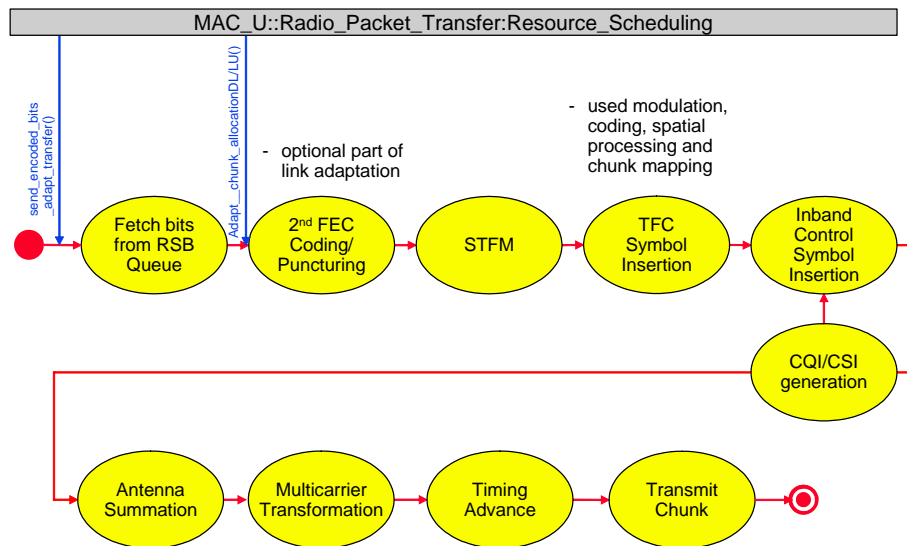 MAC_U::Radio_Packet_Transfer:Resource_Scheduling
send_encoded_bits
_adapt_transfer()
Adapt__chunk_allocationDL/LU()
- optional part of
link adaptation
- used modulation,
coding, spatial
processing and
chunk mapping
Fetch bits
from RSB
Queue
2nd FEC
Coding/
Puncturing
STFM
TFC
Symbol
Insertion
Inband
Control
Symbol
Insertion
CQI/CSI
generation
Antenna
Summation
Multicarrier
Transformation
Timing
Advance
Transmit
Chunk